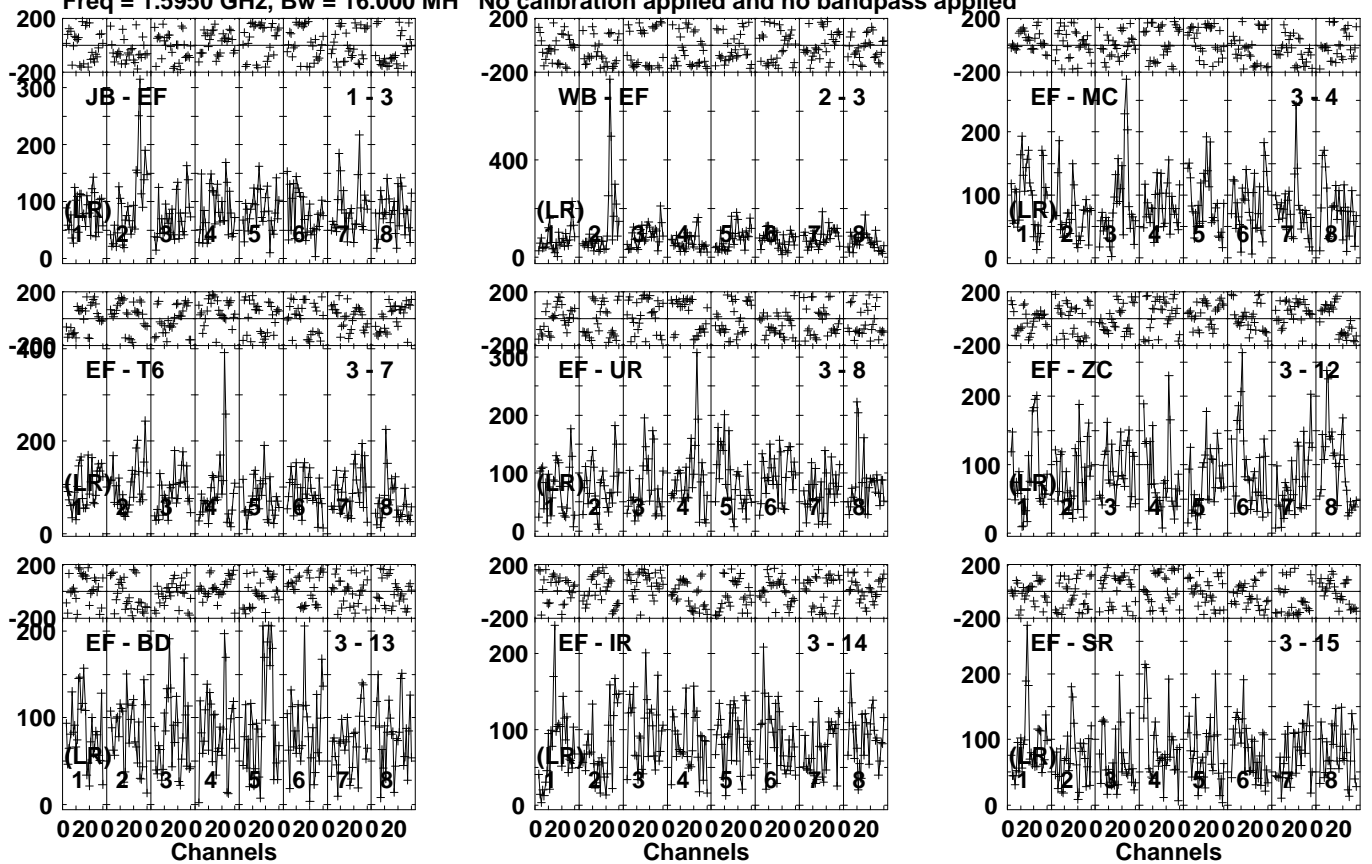 Freq = 1.5950 GHz, Bw = 16.000 MH No calibration applied and no bandpass applied
200
-200
300
200
100
0
JB - EF 1 - 3
(LR)
1 2 3 4 5 6 7 8
200
-200
400
0
WB - EF 2 - 3
(LR)
1 2 3 4 5 6 7 8
200
-200
200
100
0
EF - MC 3 - 4
(LR)
1 2 3 4 5 6 7 8
200
-200
400
200
0
EF - T6 3 - 7
(LR)
1 2 3 4 5 6 7 8
200
-200
300
200
100
0
EF - UR 3 - 8
(LR)
1 2 3 4 5 6 7 8
200
-200
200
100
0
EF - ZC 3 - 12
(LR)
1 2 3 4 5 6 7 8
200
-200
200
100
0
EF - BD 3 - 13
(LR)
1 2 3 4 5 6 7 8
0 20 0 20 0 20 0 20 0 20 0 20 0 20 0 20
Channels
200
-200
200
100
0
EF - IR 3 - 14
(LR)
1 2 3 4 5 6 7 8
0 20 0 20 0 20 0 20 0 20 0 20 0 20 0 20
Channels
200
-200
200
100
0
EF - SR 3 - 15
(LR)
1 2 3 4 5 6 7 8
0 20 0 20 0 20 0 20 0 20 0 20 0 20 0 20
Channels